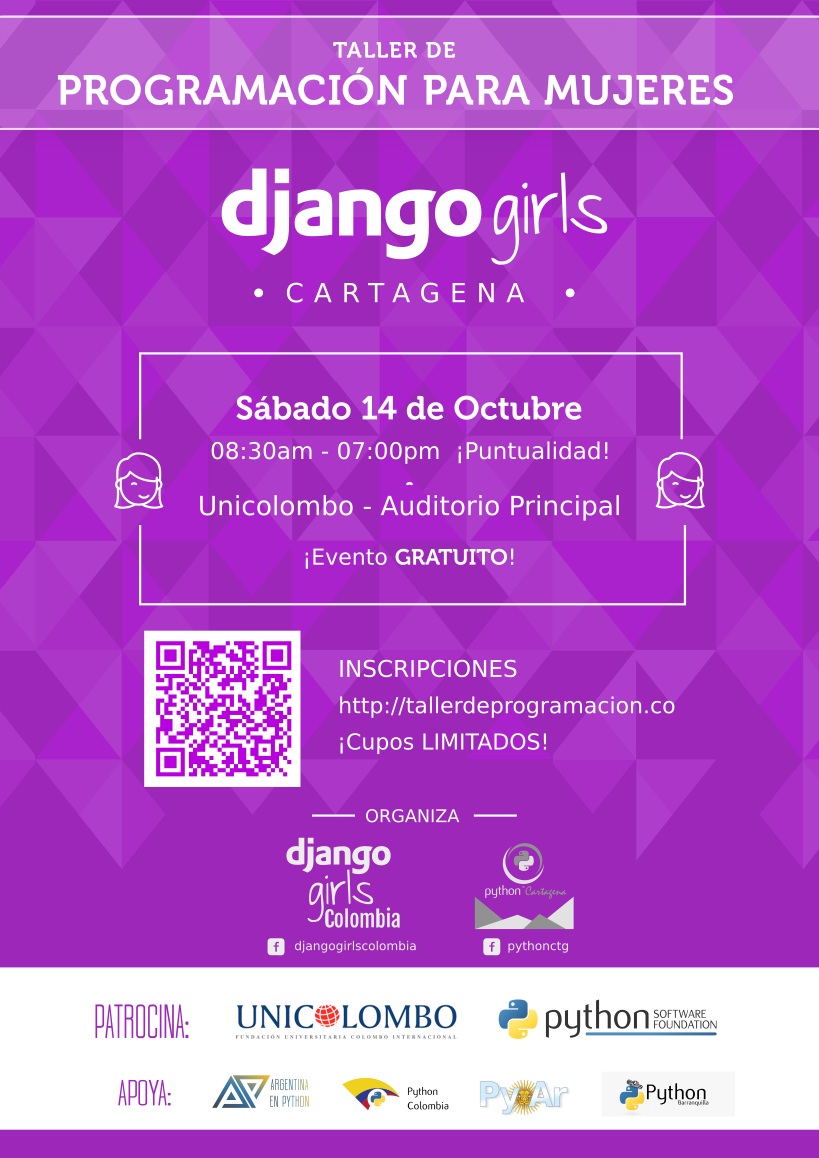 TALLER DE
PROGRAMACIÓN PARA MUJERES
django girls
• CARTAGENA •
Sábado 14 de Octubre
08:30am - 07:00pm ¡Puntualidad!
Unicolombo - Auditorio Principal
¡Evento GRATUITO!
INSCRIPCIONES
http://tallerdeprogramacion.co
¡Cupos LIMITADOS!
ORGANIZA
django
girls
Colombia
python Cartagena
djangogirlscolombia
pythonctg
PATROCINA:
UNICOLOMBO
FUNDACIÓN UNIVERSITARIA COLOMBO INTERNACIONAL
python SOFTWARE
FOUNDATION
APOYA:
ARGENTINA
EN PYTHON
Python
Colombia
PyAr
Python
Barranquilla